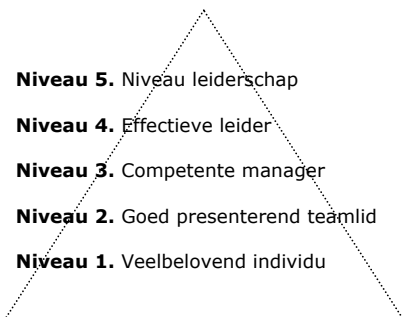 Niveau 5. Niveau leiderschap
Niveau 4. Effectieve leider
Niveau 3. Competente manager
Niveau 2. Goed presenterend teamlid
Niveau 1. Veelbelovend individu